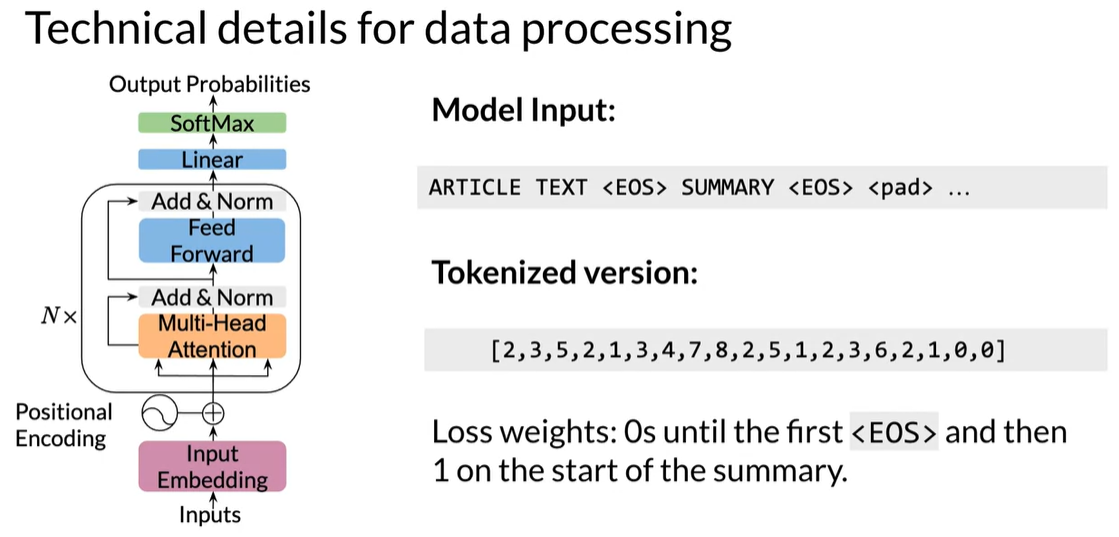 Technical details for data processing
Output Probabilities
SoftMax
Linear
Add & Norm
Feed
Forward
Add & Norm
Multi-Head
Attention
N×
Positional
Encoding
Input
Embedding
Inputs
Model Input:
ARTICLE TEXT <EOS> SUMMARY <EOS> <pad> ...
Tokenized version:
[2,3,5,2,1,3,4,7,8,2,5,1,2,3,6,2,1,0,0]
Loss weights: 0s until the first <EOS> and then
1 on the start of the summary.